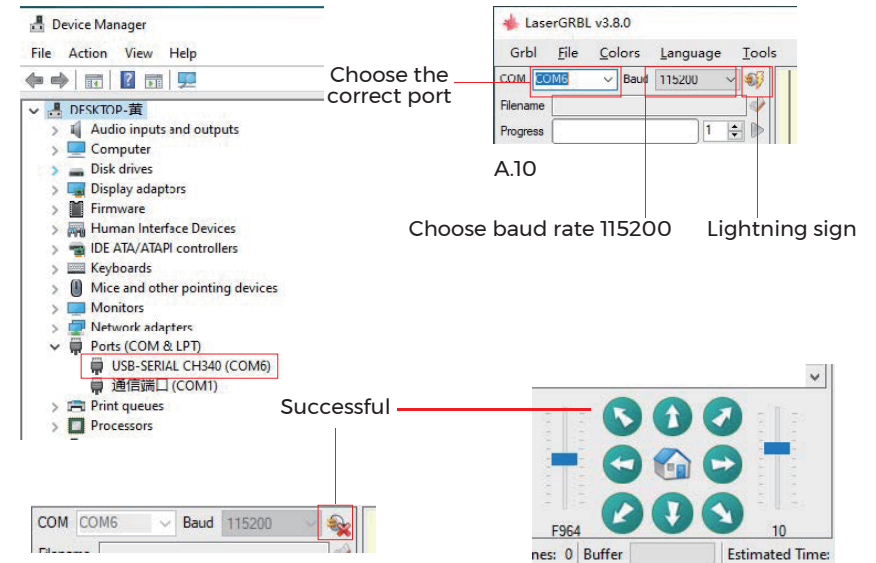 Device Manager
File Action View Help
DESKTOP-黄
Audio inputs and outputs
Computer
Disk drives
Display adaptors
Firmware
Human Interface Devices
IDE ATA/ATAPI controllers
Keyboards
Mice and other pointing devices
Monitors
Network adapters
Ports (COM & LPT)
USB-SERIAL CH340 (COM6)
通信端口 (COM1)
Print queues
Processors
Choose the
correct port
LaserGRBL v3.8.0
Grbl File Colors Language Tools
COM COM6 Baud 115200
Filename
Progress 1
A.10
Choose baud rate 115200
Lightning sign
Successful
COM COM6 Baud 115200
Filename
F964 10
nes: 0 Buffer Estimated Time: